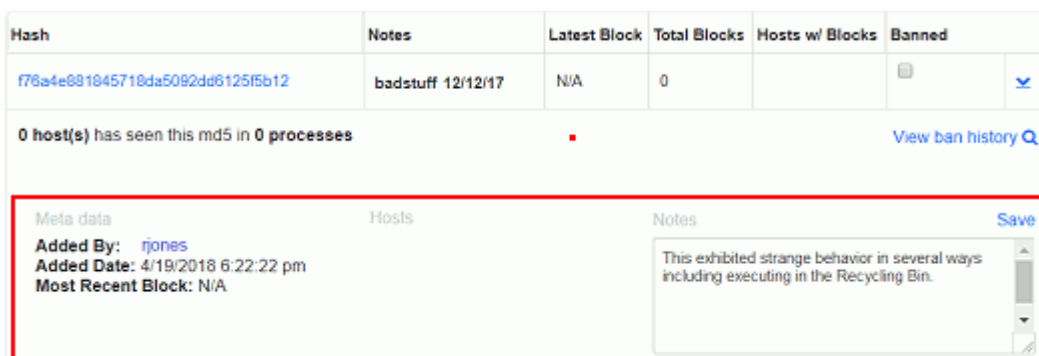 Hash Notes Latest Block Total Blocks Hosts w/ Blocks Banned
f76a4e881845718da5092dd6125f5b12 badstuff 12/12/17 N/A 0
0 host(s) has seen this md5 in 0 processes View ban history
Meta data Hosts Notes Save
Added By: rjones
Added Date: 4/19/2018 6:22:22 pm
Most Recent Block: N/A
This exhibited strange behavior in several ways
including executing in the Recycling Bin.